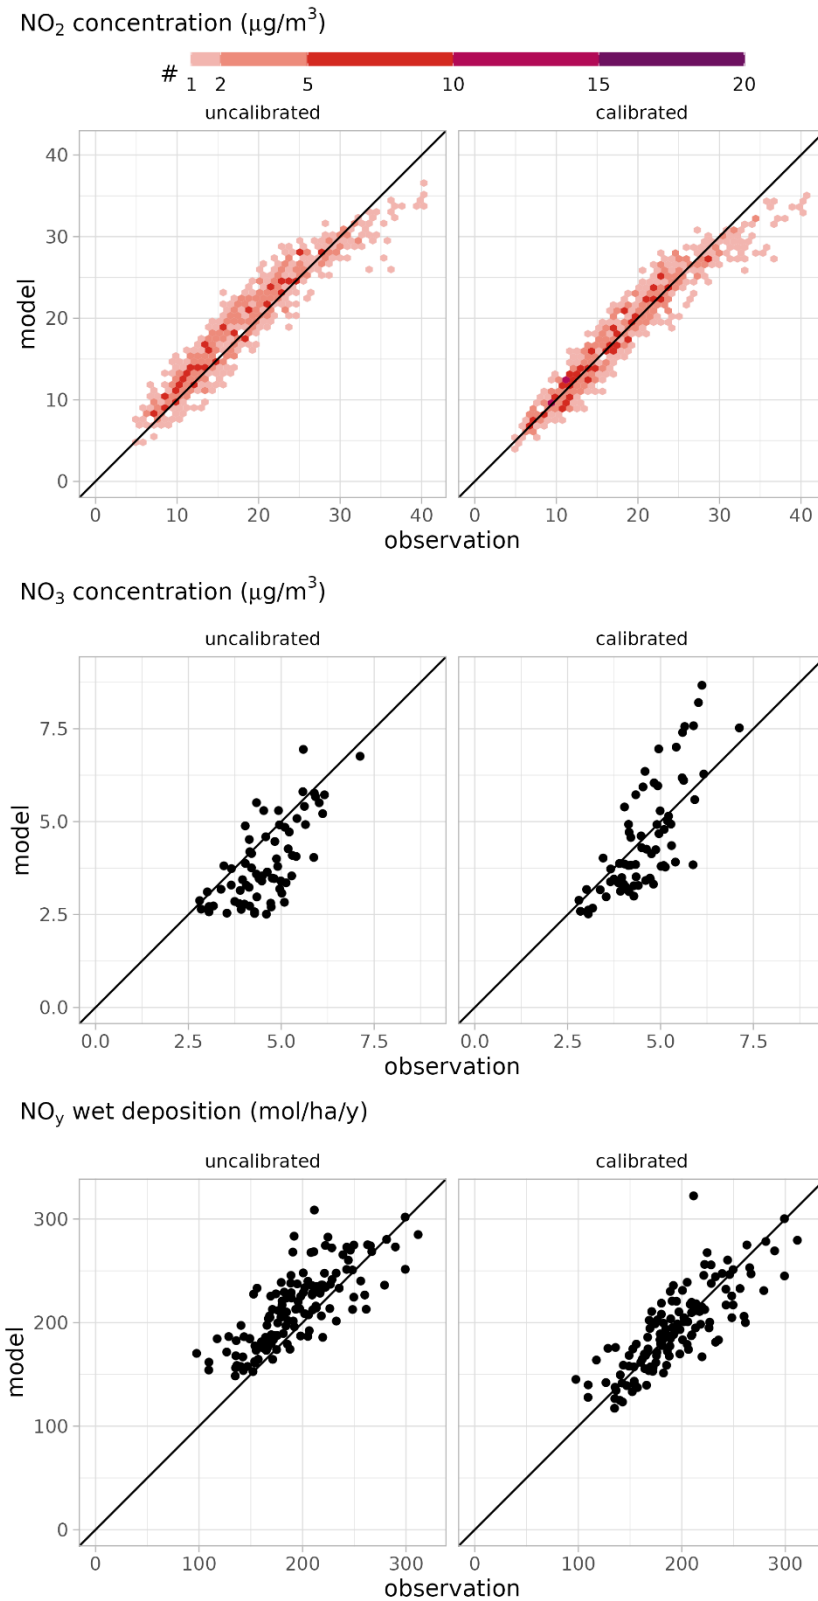 NO₂ concentration (μg/m³)
# 1 2 5 10 15 20
uncalibrated calibrated
40
30
20
10
0
model
0 10 20 30 40 0 10 20 30 40
observation observation
NO₃ concentration (μg/m³)
uncalibrated calibrated
7.5
5.0
2.5
0.0
model
0.0 2.5 5.0 7.5 0.0 2.5 5.0 7.5
observation observation
NOy wet deposition (mol/ha/y)
uncalibrated calibrated
300
200
100
0
model
0 100 200 300 0 100 200 300
observation observation